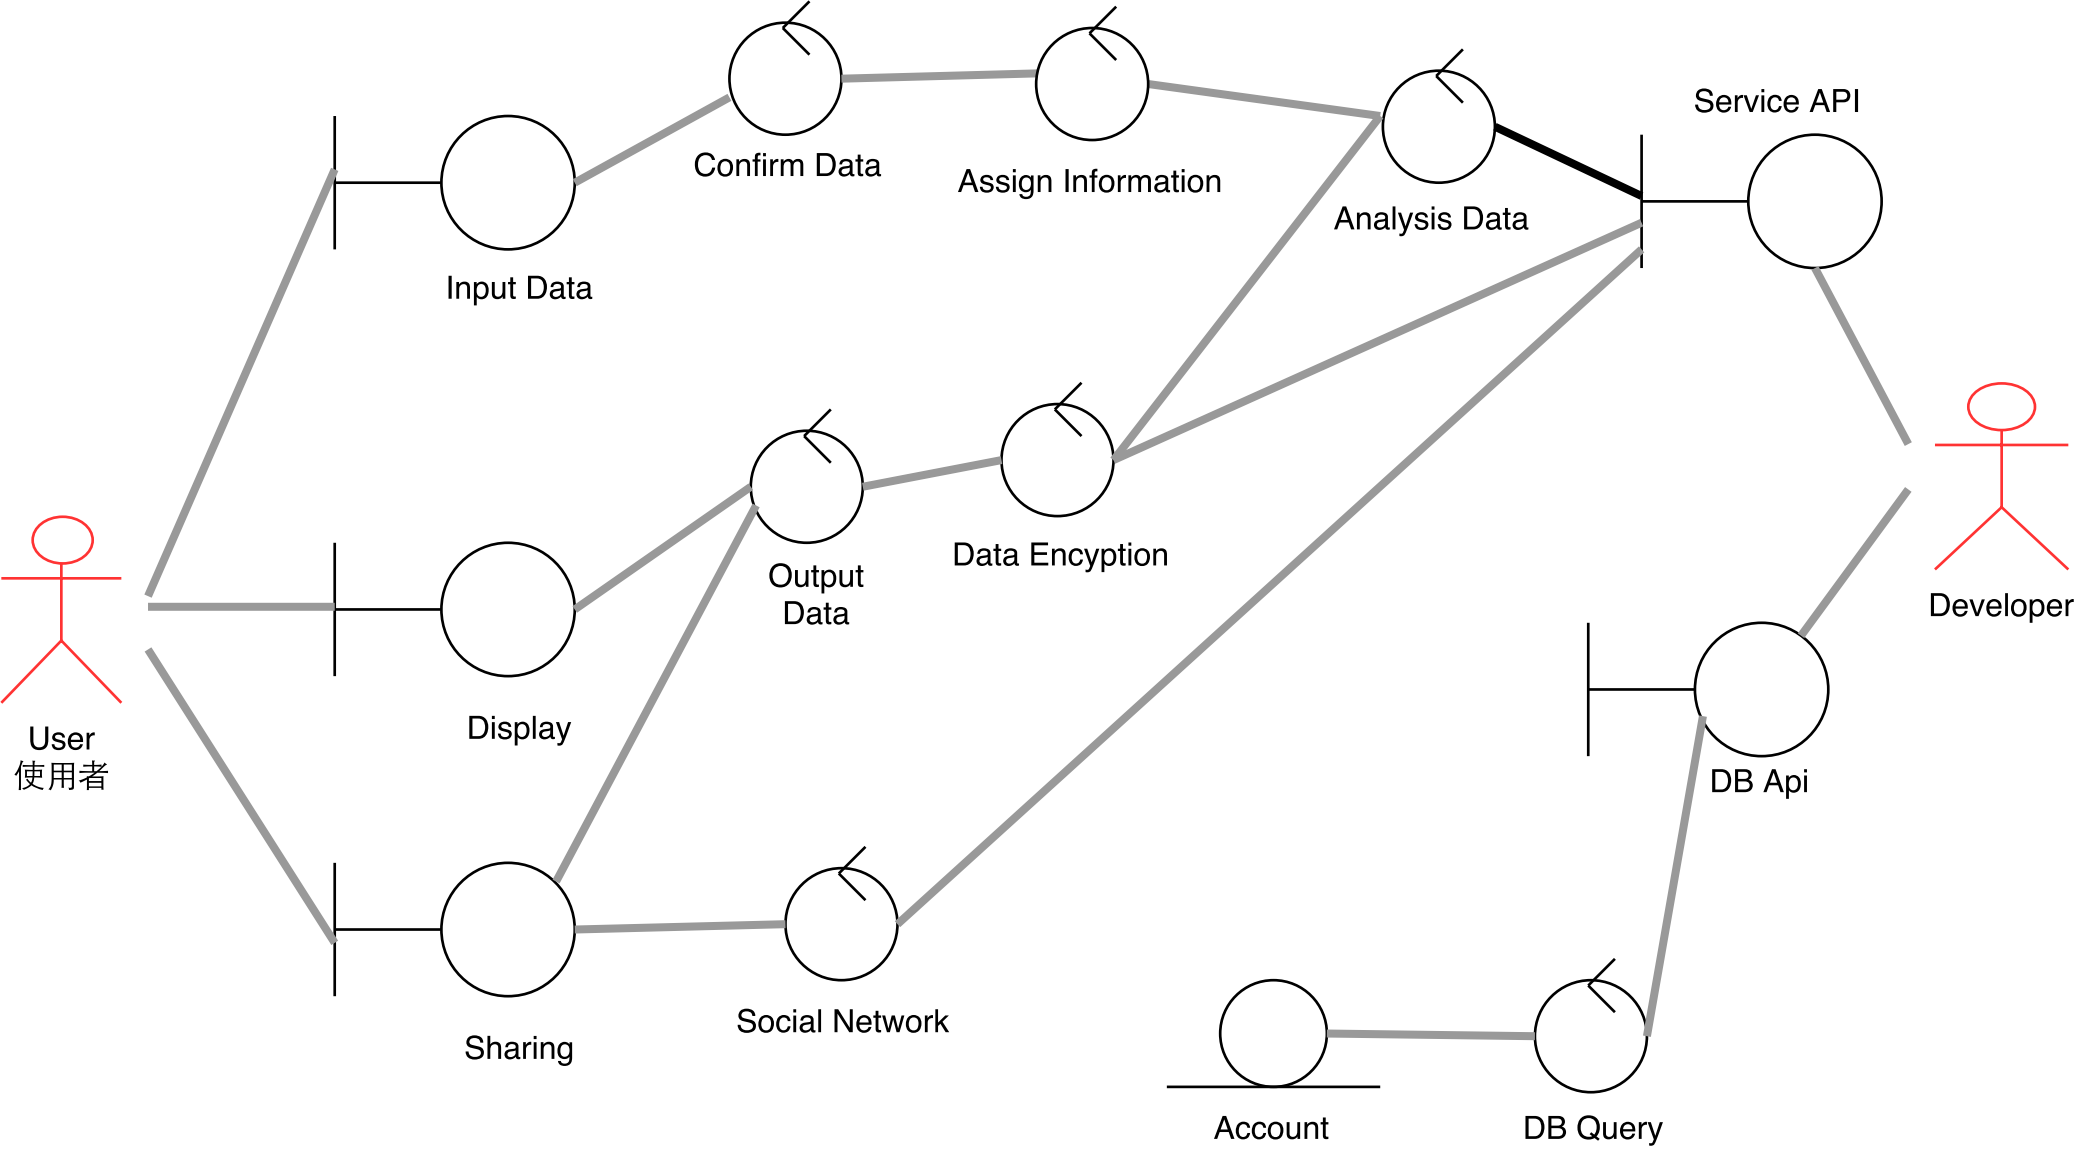 Service API
Confirm Data
Assign Information
Analysis Data
Input Data
Data Encyption
Output
Data
Developer
Display
User
使用者
DB Api
Social Network
Sharing
Account
DB Query